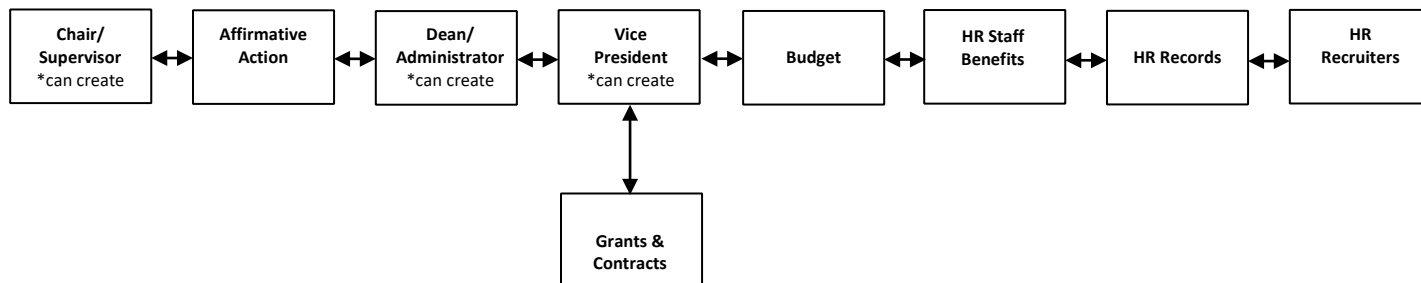 Chair/
Supervisor
*can create
Affirmative
Action
Dean/
Administrator
*can create
Vice
President
*can create
Budget
HR Staff
Benefits
HR Records
HR
Recruiters
Grants &
Contracts